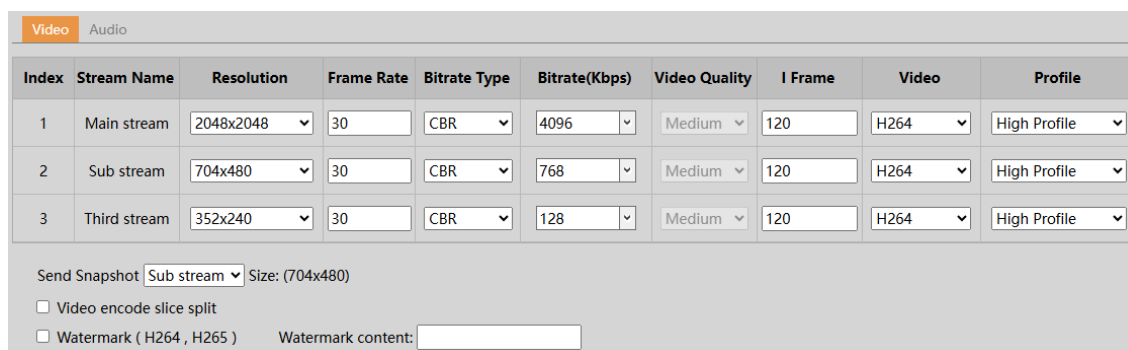 Video Audio
Index Stream Name Resolution Frame Rate Bitrate Type Bitrate(Kbps) Video Quality I Frame Video Profile
1 Main stream 2048x2048 30 CBR 4096 Medium 120 H264 High Profile
2 Sub stream 704x480 30 CBR 768 Medium 120 H264 High Profile
3 Third stream 352x240 30 CBR 128 Medium 120 H264 High Profile
Send Snapshot Sub stream Size: (704x480)
Video encode slice split
Watermark ( H264 , H265 ) Watermark content: